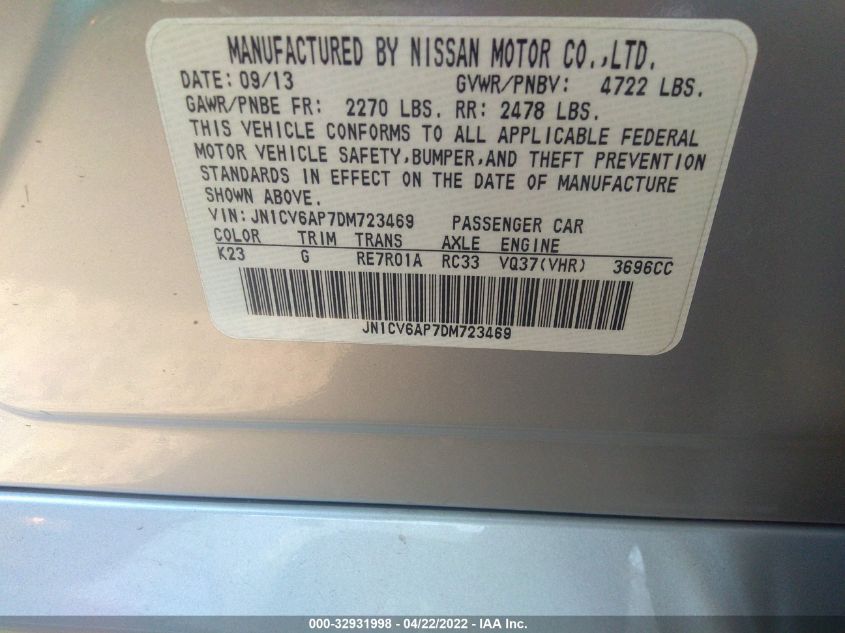 MANUFACTURED BY NISSAN MOTOR CO.,LTD.
DATE: 09/13 GVWR/PNBV: 4722 LBS.
GAWR/PNBE FR: 2270 LBS. RR: 2478 LBS.
THIS VEHICLE CONFORMS TO ALL APPLICABLE FEDERAL
MOTOR VEHICLE SAFETY,BUMPER,AND THEFT PREVENTION
STANDARDS IN EFFECT ON THE DATE OF MANUFACTURE
SHOWN ABOVE.
VIN: JN1CV6AP7DM723469 PASSENGER CAR
COLOR TRIM TRANS AXLE ENGINE
K23 G RE7R01A RC33 VQ37(VHR) 3696CC
JN1CV6AP7DM723469
000-32931998 - 04/22/2022 - IAA Inc.